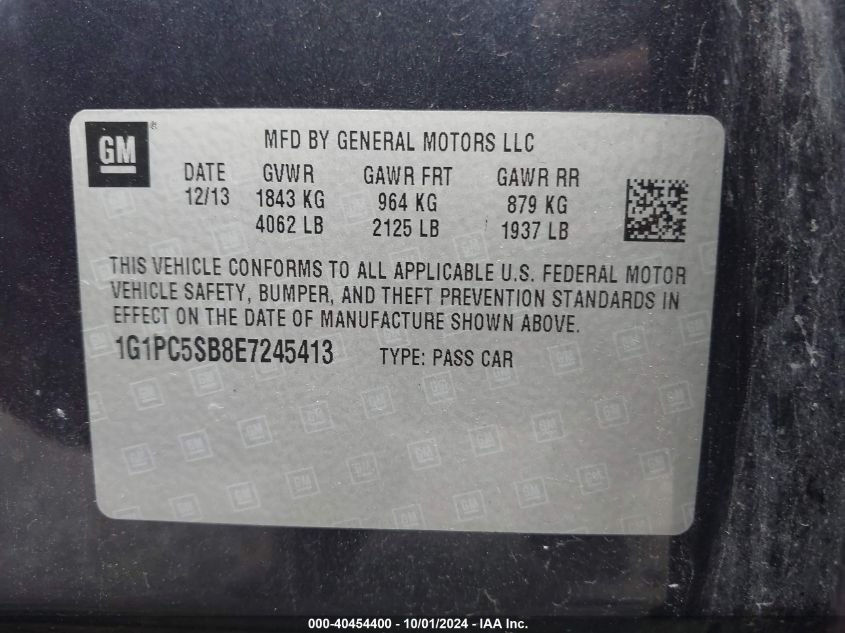 GM ®
MFD BY GENERAL MOTORS LLC
DATE GVWR GAWR FRT GAWR RR
12/13 1843 KG 964 KG 879 KG
4062 LB 2125 LB 1937 LB
THIS VEHICLE CONFORMS TO ALL APPLICABLE U.S. FEDERAL MOTOR
VEHICLE SAFETY, BUMPER, AND THEFT PREVENTION STANDARDS IN
EFFECT ON THE DATE OF MANUFACTURE SHOWN ABOVE.
1G1PC5SB8E7245413 TYPE: PASS CAR
000-40454400 - 10/01/2024 - IAA Inc.